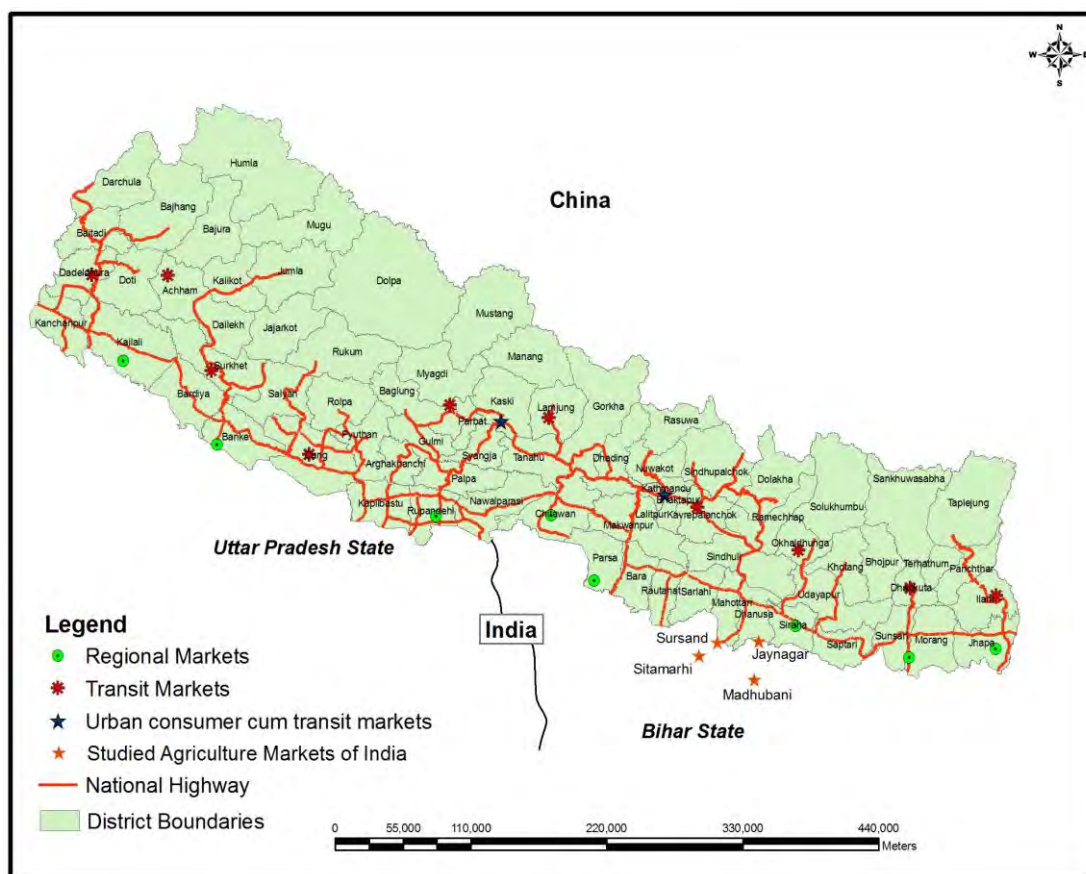 N
W
E
S
China
Humla
Darchula
Bajhang
Mugu
Bajura
Baitadi
Jumla
Dadeldhura
Doti
Achham
Kalikot
Dolpa
Mustang
Kanchanpur
Dailekh
Jajarkot
Kailali
Manang
Rukum
Surkhet
Myagdi
Bardiya
Salyan
Rolpa
Baglung
Kaski
Lamjung
Gorkha
Parbat
Rasuwa
Banke
Pyuthan
Gulmi
Dang
Syangja
Tanahu
Dhading
Nuwakot
Sindhupalchok
Dolakha
Sankhuwasabha
Arghakhanchi
Palpa
Kathmandu
Bhaktapur
Solukhumbu
Taplejung
Kapilbastu
Nawalparasi
Lalitpur
Kavrepalanchok
Ramechhap
Rupandehi
Chitawan
Makwanpur
Okhaldhunga
Uttar Pradesh State
Parsa
Sindhuli
Khotang
Bhojpur
Terhathum
Panchthar
Bara
Dhankuta
Ilam
Rautahat
Sarlahi
Udayapur
Mahottari
Dhanusa
Siraha
Sunsari
Morang
Jhapa
Saptari
India
Sursand
Jaynagar
Sitamarhi
Madhubani
Bihar State
Legend
Regional Markets
Transit Markets
Urban consumer cum transit markets
Studied Agriculture Markets of India
National Highway
District Boundaries
0
55,000
110,000
220,000
330,000
440,000
Meters